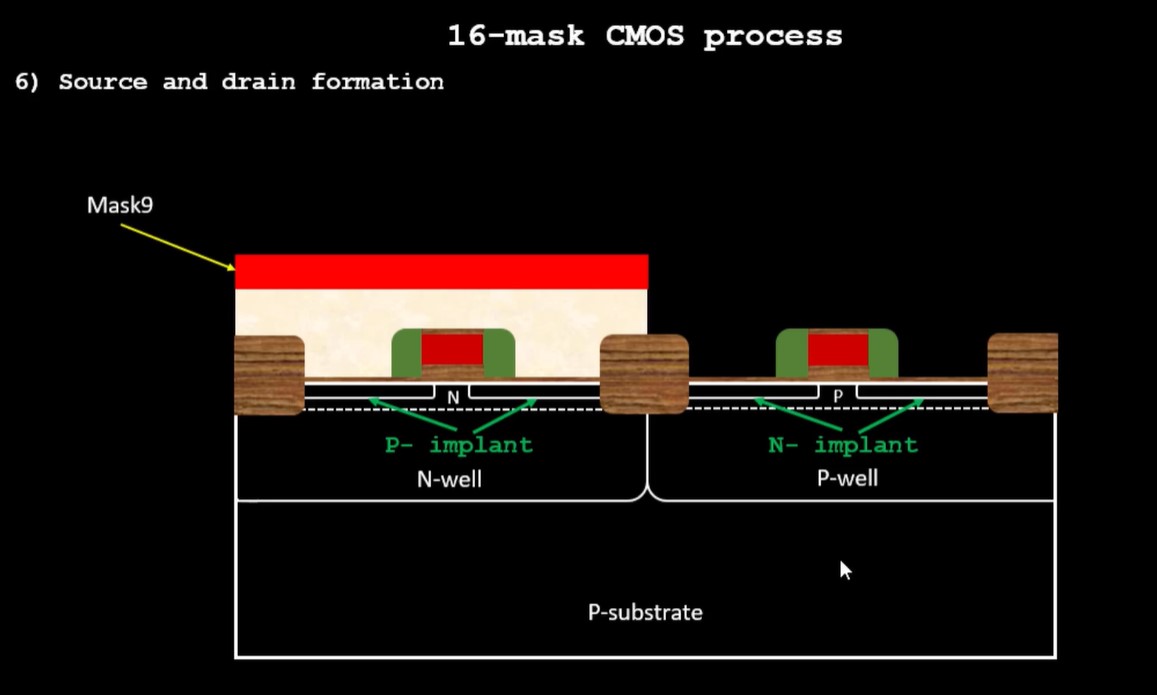 16-mask CMOS process
6) Source and drain formation
Mask9
N
P
P- implant
N- implant
N-well
P-well
P-substrate